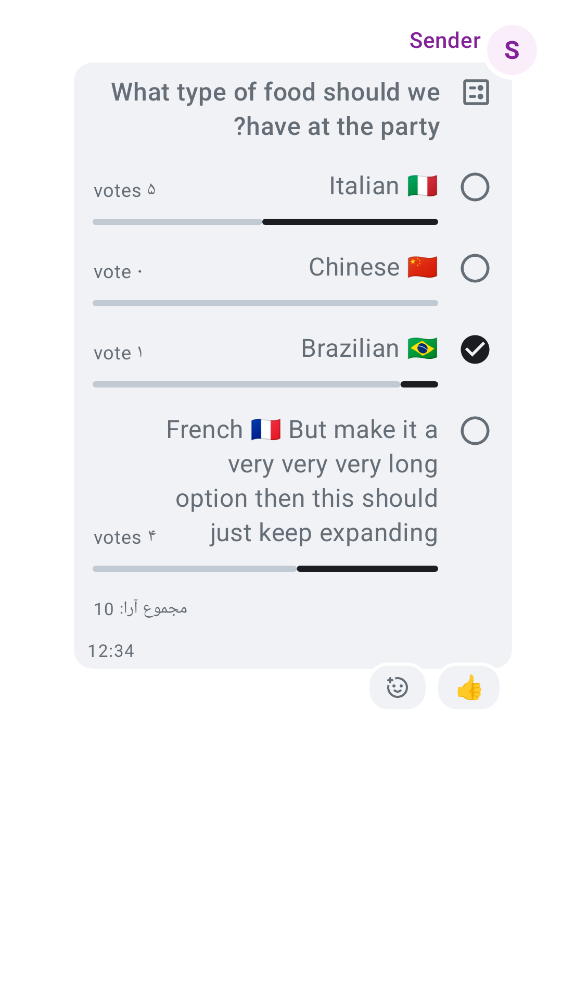 Sender
S
What type of food should we
have at the party?
Italian 🇮🇹
۵ votes
Chinese 🇨🇳
۰ vote
Brazilian 🇧🇷
۱ vote
French 🇫🇷 But make it a
very very very long
option then this should
just keep expanding
۴ votes
مجموع آرا: 10
12:34
👍